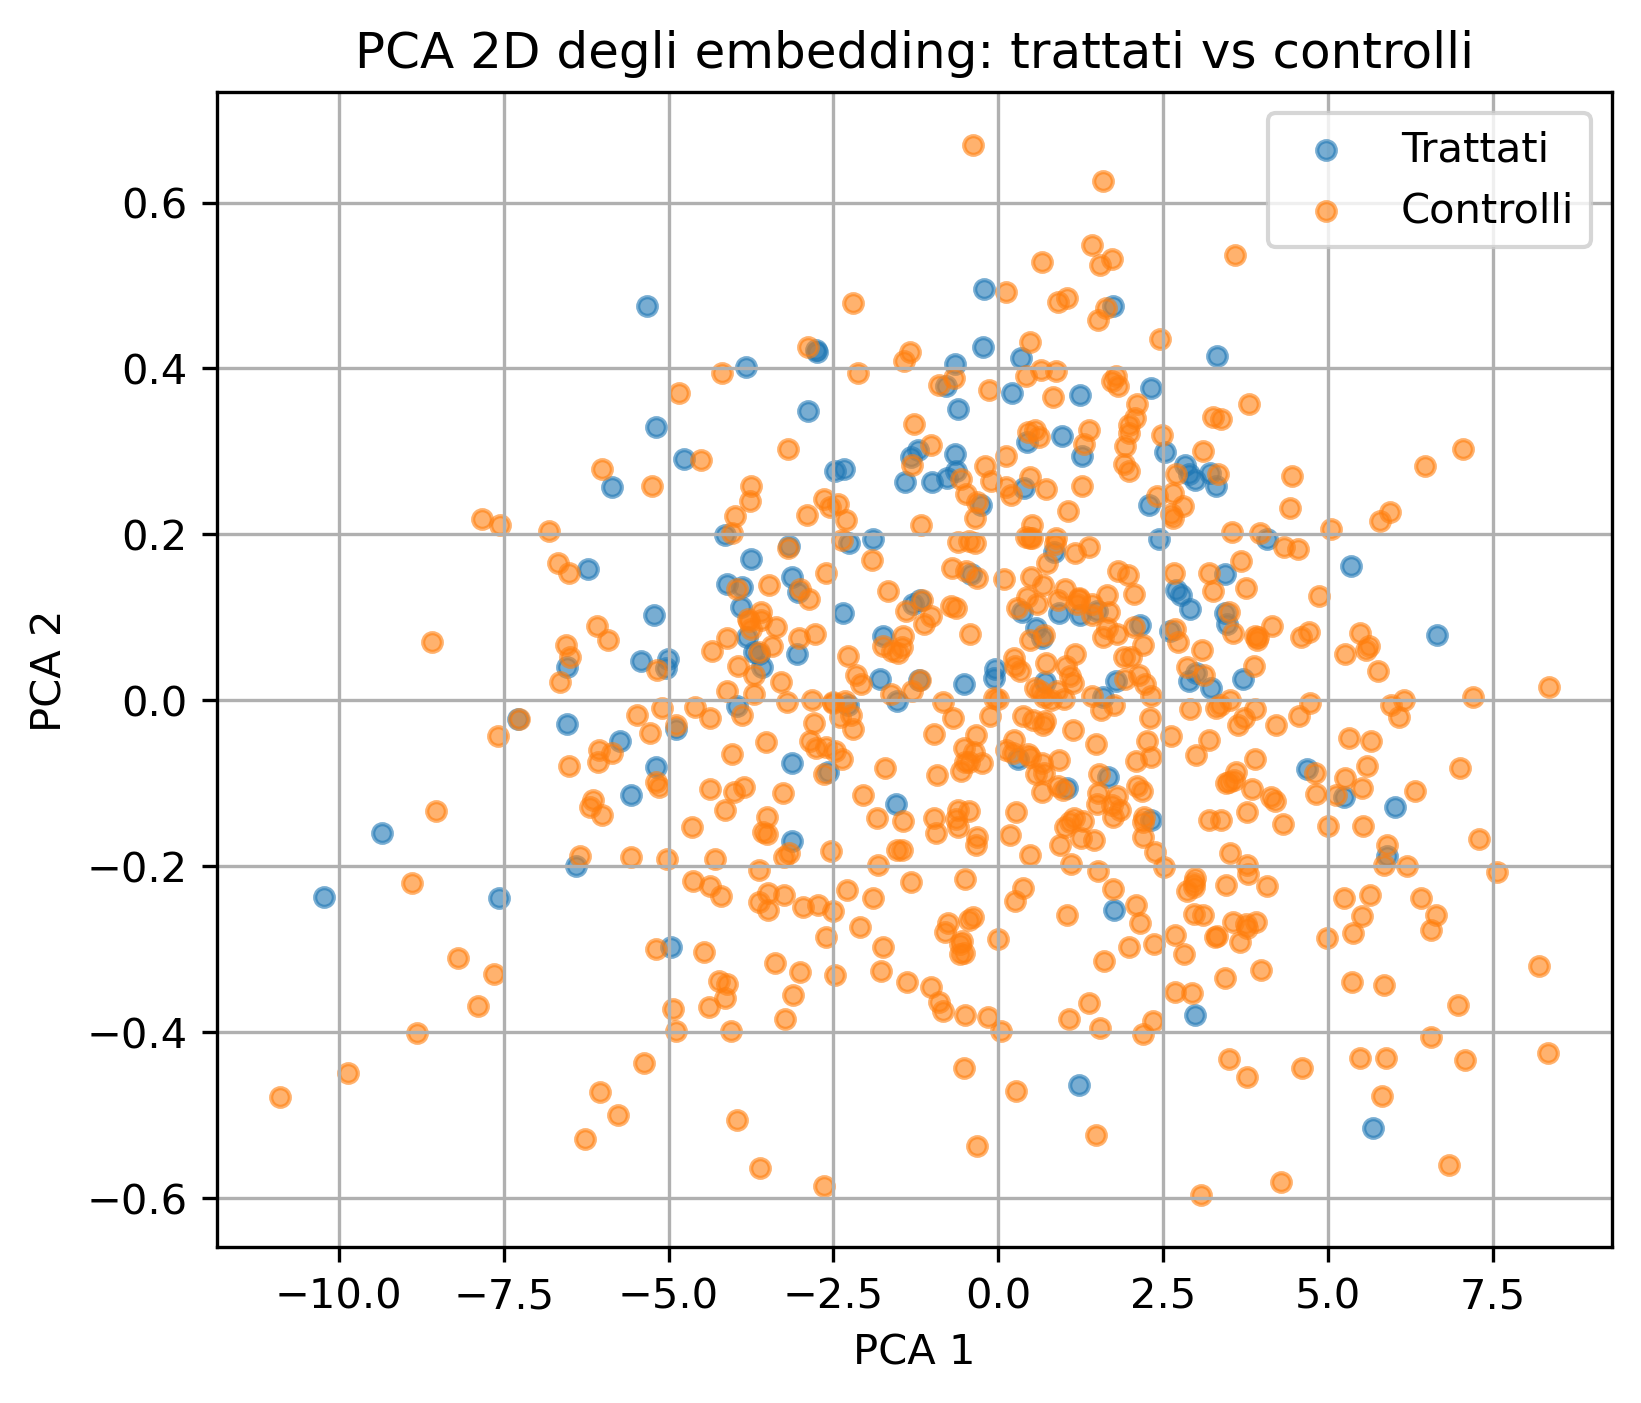 PCA 2D degli embedding: trattati vs controlli
Trattati
Controlli
0.6
0.4
0.2
0.0
−0.2
−0.4
−0.6
PCA 2
−10.0 −7.5 −5.0 −2.5 0.0 2.5 5.0 7.5
PCA 1